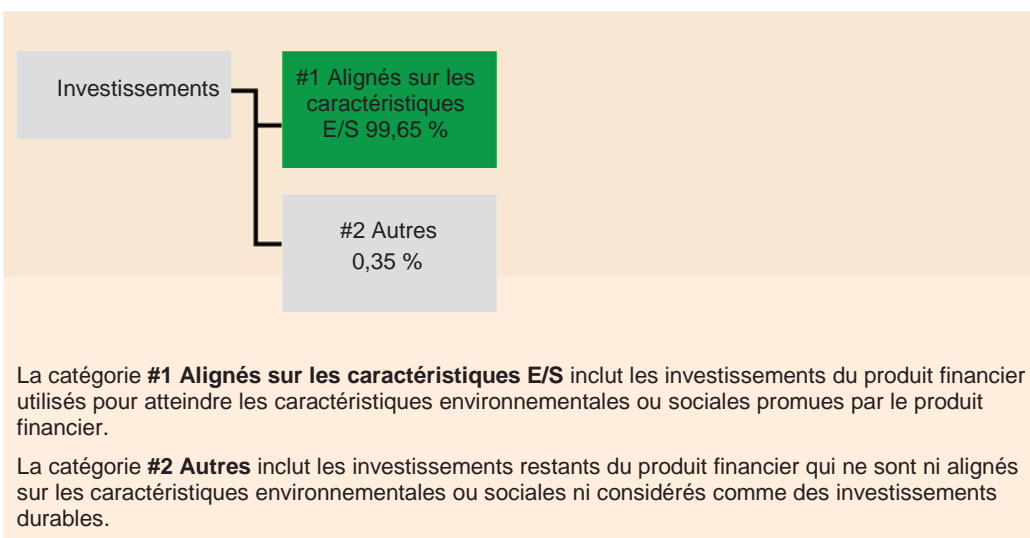 Investissements
#1 Alignés sur les
caractéristiques
E/S 99,65 %
#2 Autres
0,35 %
La catégorie #1 Alignés sur les caractéristiques E/S inclut les investissements du produit financier
utilisés pour atteindre les caractéristiques environnementales ou sociales promues par le produit
financier.
La catégorie #2 Autres inclut les investissements restants du produit financier qui ne sont ni alignés
sur les caractéristiques environnementales ou sociales ni considérés comme des investissements
durables.